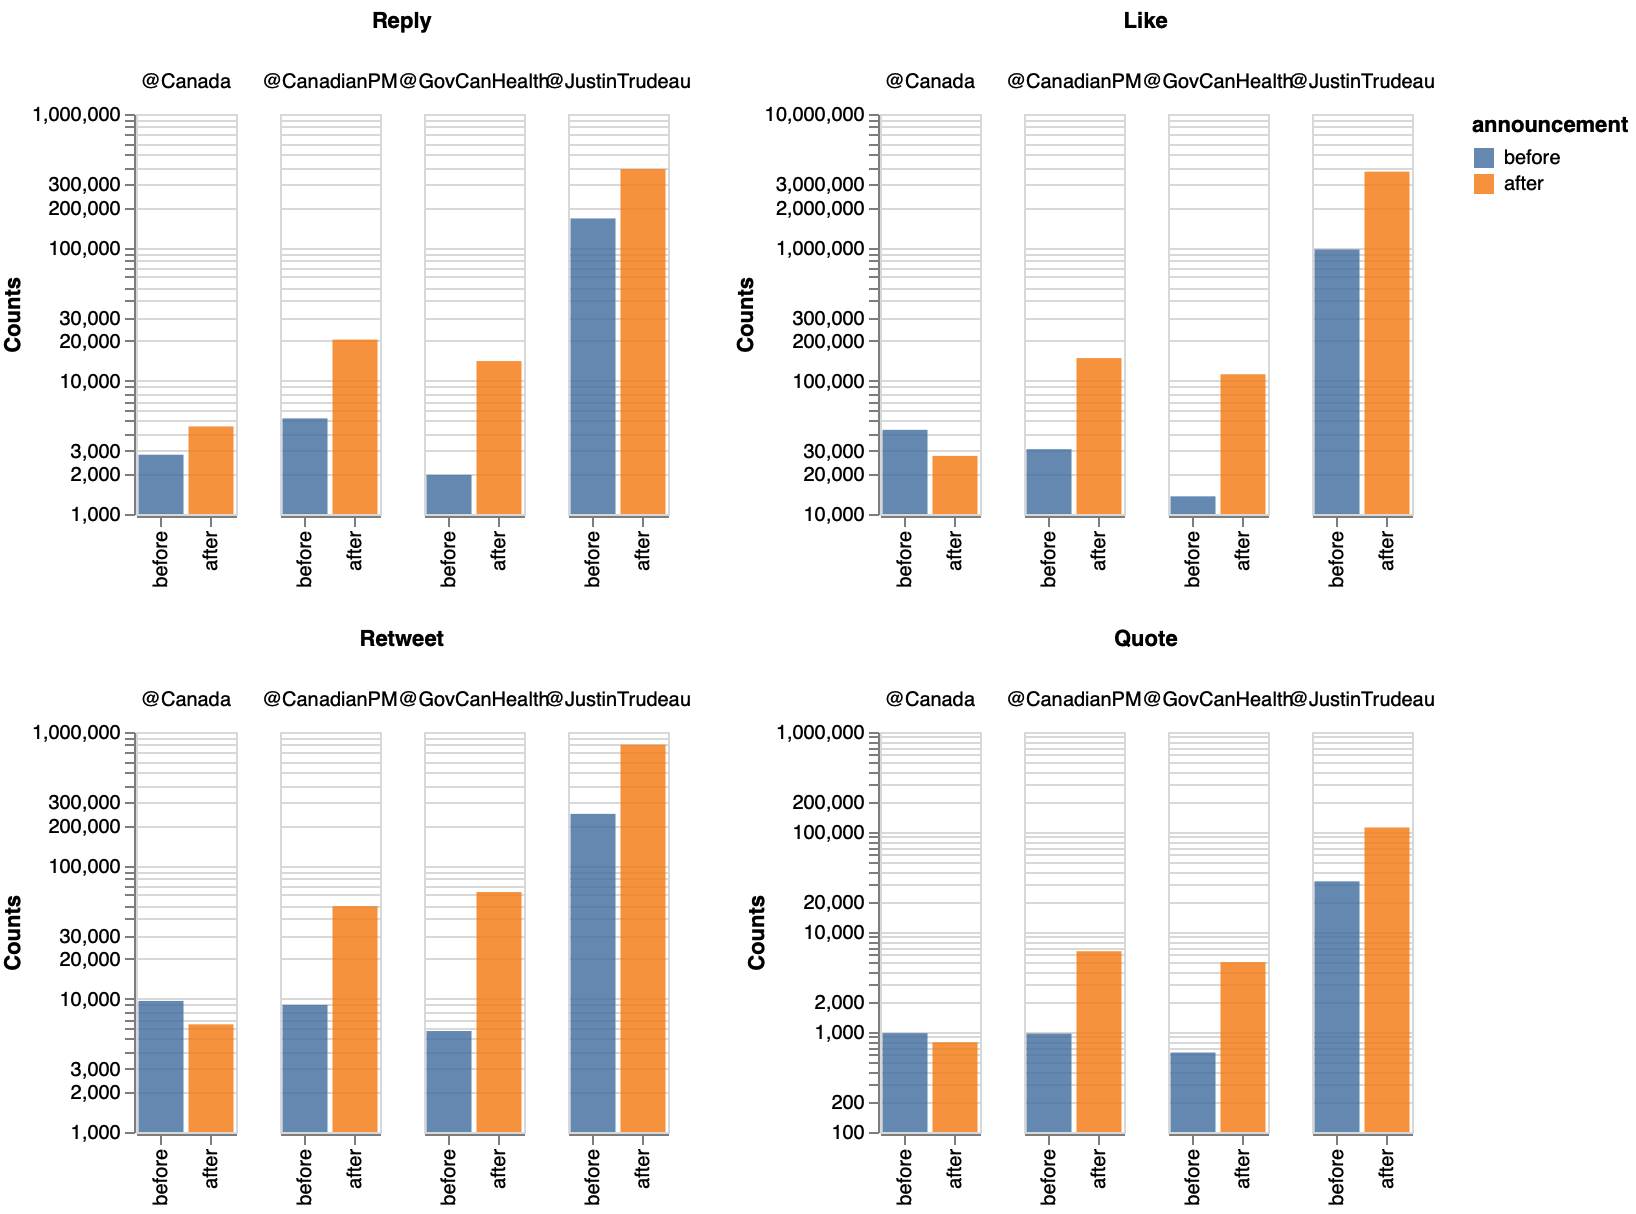 Reply
@Canada @CanadianPM @GovCanHealth @JustinTrudeau
1,000,000
300,000
200,000
100,000
30,000
20,000
10,000
3,000
2,000
1,000
Counts
before after before after before after before after
Like
@Canada @CanadianPM @GovCanHealth @JustinTrudeau
10,000,000
3,000,000
2,000,000
1,000,000
300,000
200,000
100,000
30,000
20,000
10,000
Counts
before after before after before after before after
announcement
before
after
Retweet
@Canada @CanadianPM @GovCanHealth @JustinTrudeau
1,000,000
300,000
200,000
100,000
30,000
20,000
10,000
3,000
2,000
1,000
Counts
before after before after before after before after
Quote
@Canada @CanadianPM @GovCanHealth @JustinTrudeau
1,000,000
200,000
100,000
20,000
10,000
2,000
1,000
200
100
Counts
before after before after before after before after